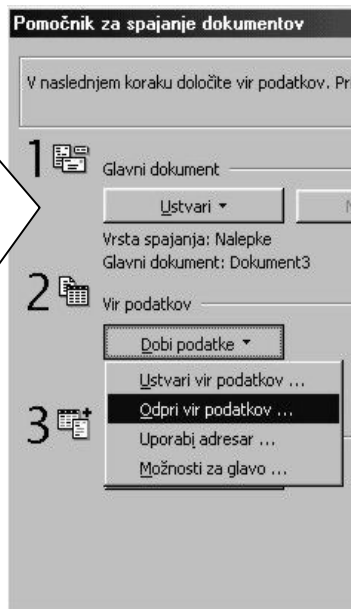 Pomočnik za spajanje dokumentov
V naslednjem koraku določite vir podatkov. Pri
1
Glavni dokument
Ustvari
Vrsta spajanja: Nalepke
Glavni dokument: Dokument3
2
Vir podatkov
Dobi podatke
Ustvari vir podatkov ...
Odpri vir podatkov ...
3
Uporabi adresar ...
Možnosti za glavo ...